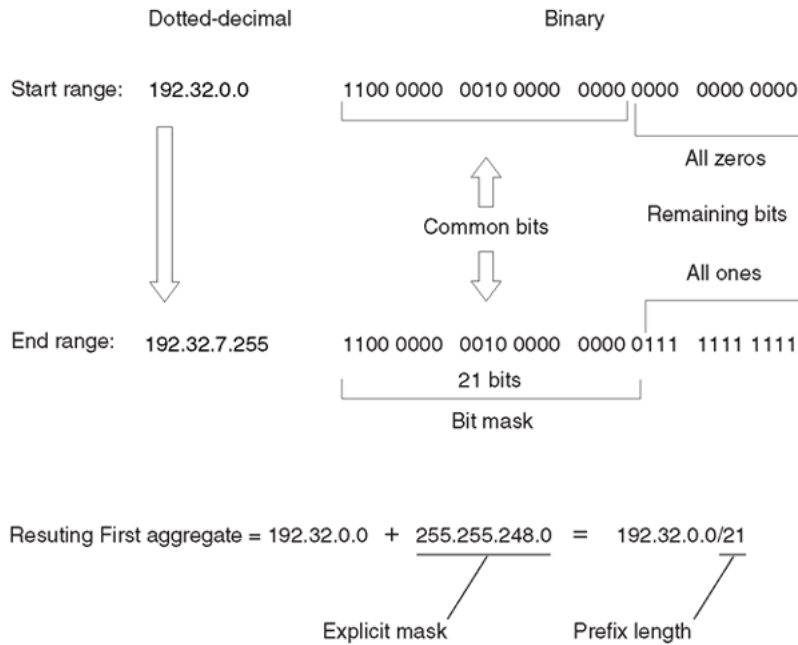 Dotted-decimal Binary
Start range: 192.32.0.0 1100 0000 0010 0000 0000 0000 0000 0000
All zeros
Common bits Remaining bits
All ones
End range: 192.32.7.255 1100 0000 0010 0000 0000 0111 1111 1111
21 bits
Bit mask
Resuting First aggregate = 192.32.0.0 + 255.255.248.0 = 192.32.0.0/21
Explicit mask Prefix length